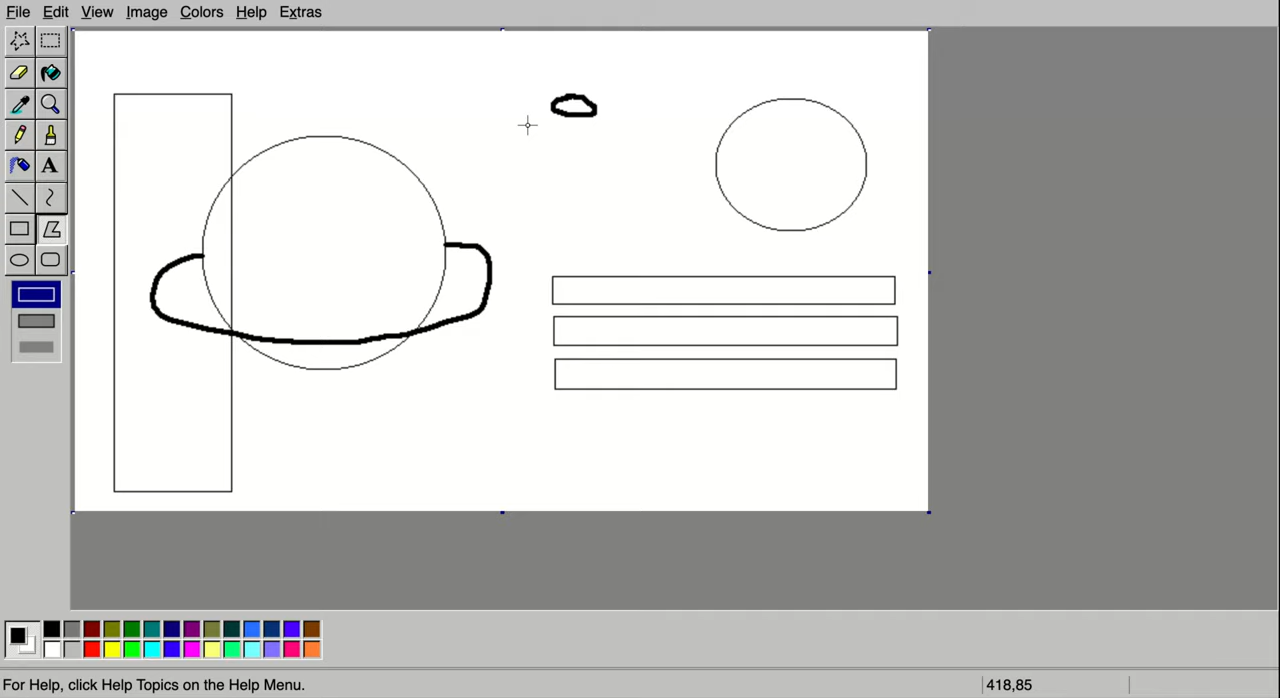 File Edit View Image Colors Help Extras
A
For Help, click Help Topics on the Help Menu.
418,85